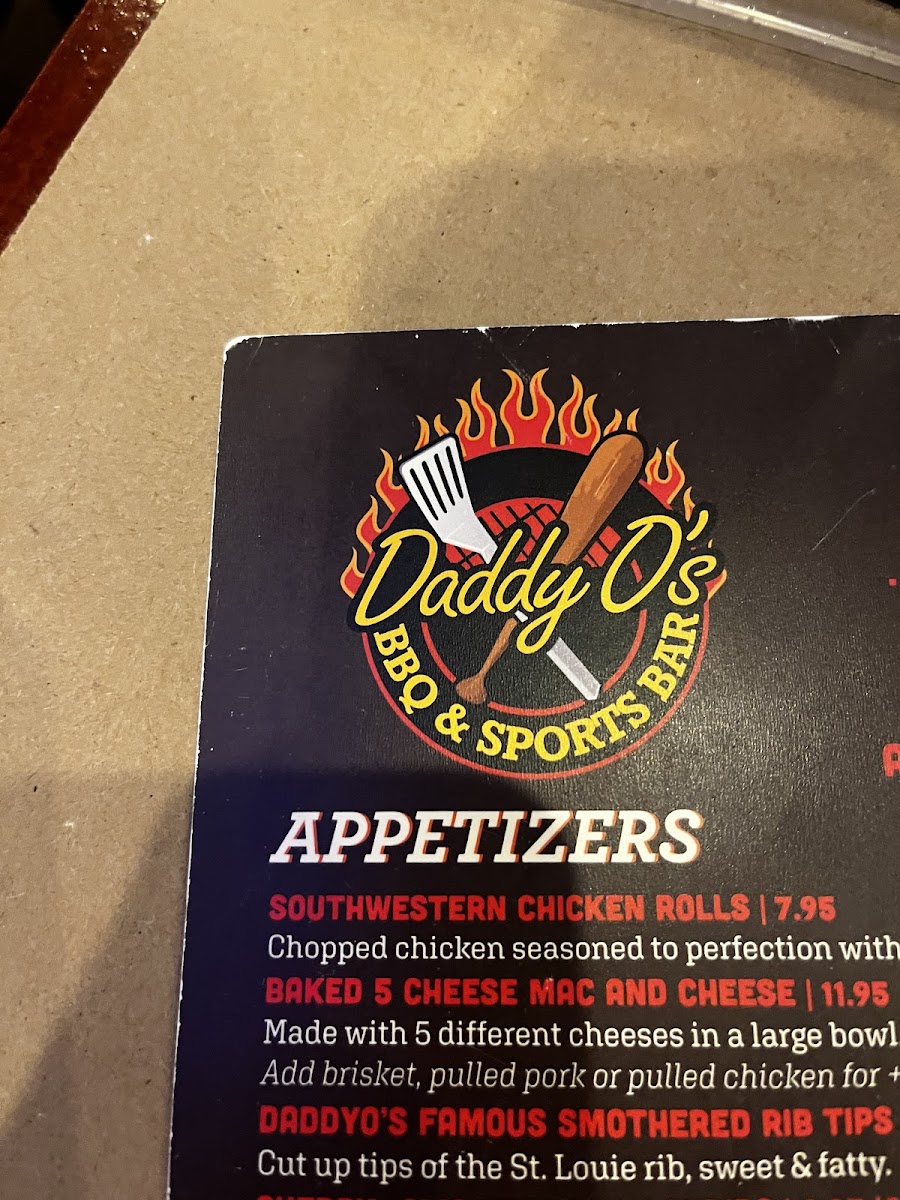 Daddy O's
BBQ & SPORTS BAR
APPETIZERS
SOUTHWESTERN CHICKEN ROLLS | 7.95
Chopped chicken seasoned to perfection with
BAKED 5 CHEESE MAC AND CHEESE | 11.95
Made with 5 different cheeses in a large bowl.
Add brisket, pulled pork or pulled chicken for +
DADDYO'S FAMOUS SMOTHERED RIB TIPS
Cut up tips of the St. Louie rib, sweet & fatty.